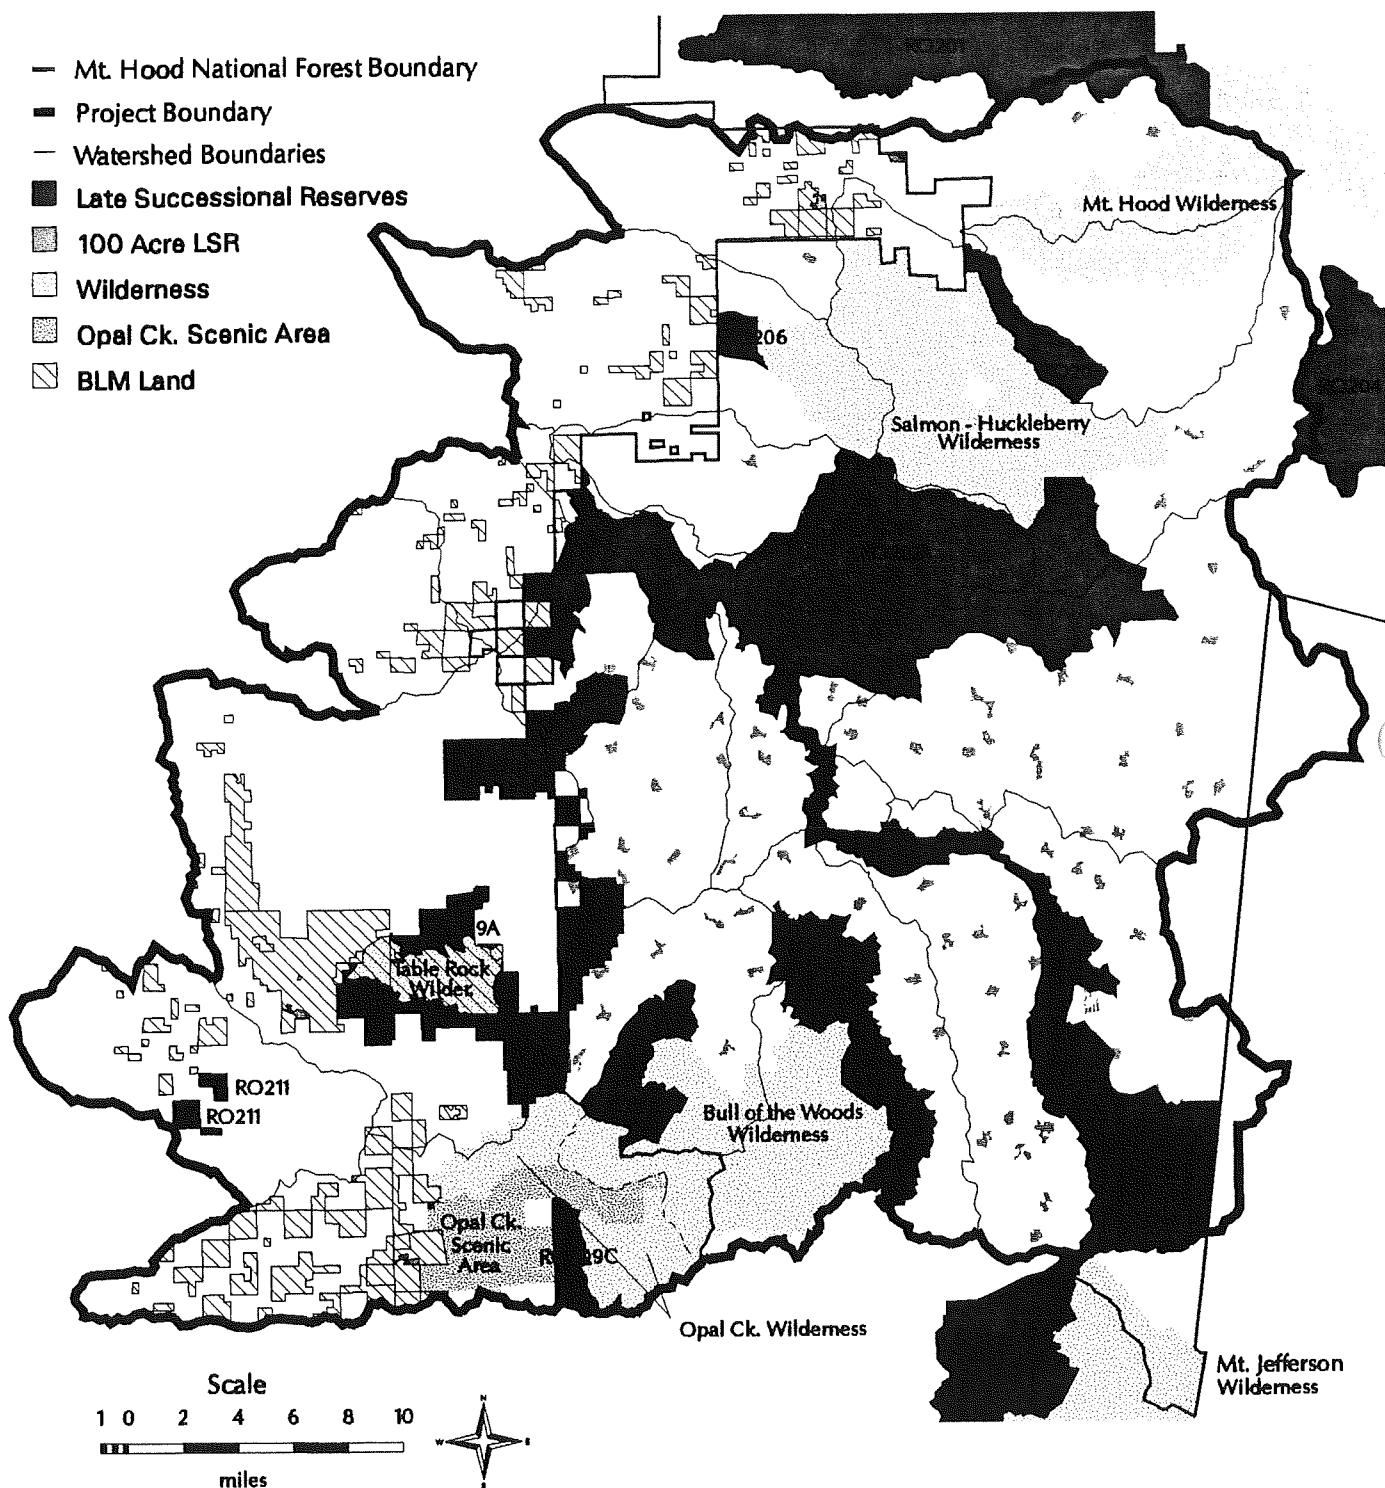 Mt. Hood National Forest Boundary
Project Boundary
Watershed Boundaries
Late Successional Reserves
100 Acre LSR
Wilderness
Opal Ck. Scenic Area
BLM Land
RO201
Mt. Hood Wilderness
206
RO204
Salmon - Huckleberry
Wilderness
9A
Table Rock
Wilder.
RO211
RO211
Bull of the Woods
Wilderness
Opal Ck.
Scenic
Area
9C
Opal Ck. Wilderness
Mt. Jefferson
Wilderness
Scale
1 0 2 4 6 8 10
miles
N
W
E
S